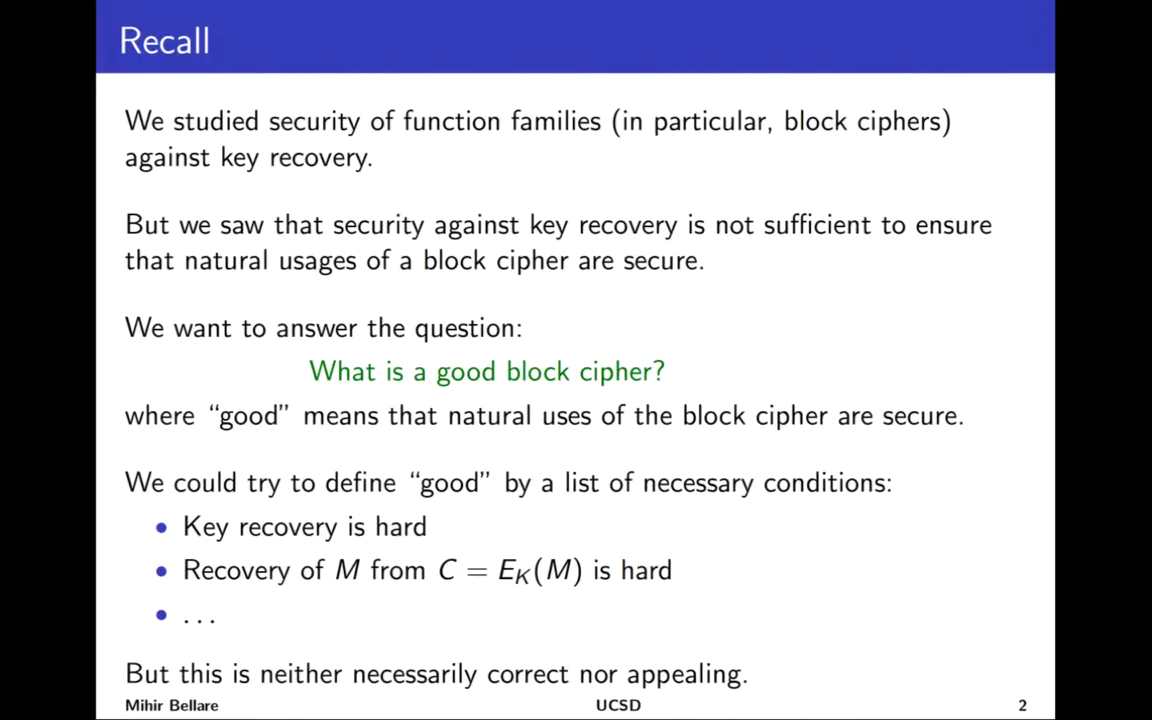 Recall
We studied security of function families (in particular, block ciphers)
against key recovery.
But we saw that security against key recovery is not sufficient to ensure
that natural usages of a block cipher are secure.
We want to answer the question:
What is a good block cipher?
where “good” means that natural uses of the block cipher are secure.
We could try to define “good” by a list of necessary conditions:
• Key recovery is hard
• Recovery of M from C = E_K(M) is hard
• . . .
But this is neither necessarily correct nor appealing.
Mihir Bellare UCSD 2